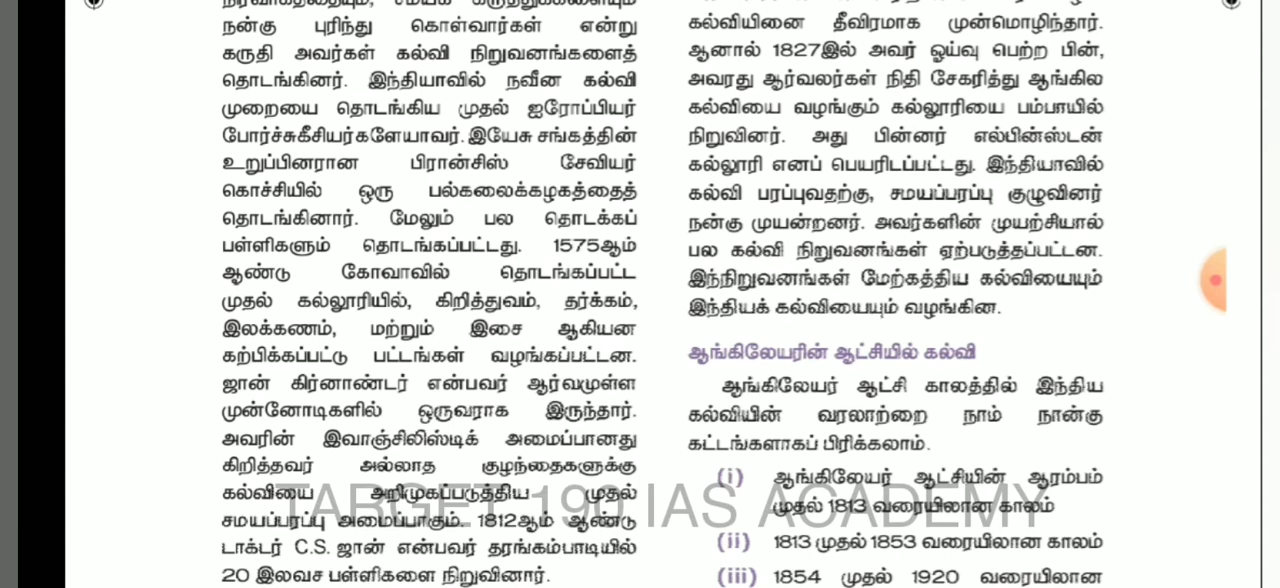 நன்கு புரிந்து கொள்வார்கள் என்று
கருதி அவர்கள் கல்வி நிறுவனங்களைத்
தொடங்கினர். இந்தியாவில் நவீன கல்வி
முறையை தொடங்கிய முதல் ஐரோப்பியர்
போர்ச்சுகீசியர்களேயாவர். இயேசு சங்கத்தின்
உறுப்பினரான பிரான்சிஸ் சேவியர்
கொச்சியில் ஒரு பல்கலைக்கழகத்தைத்
தொடங்கினார். மேலும் பல தொடக்கப்
பள்ளிகளும் தொடங்கப்பட்டது. 1575ஆம்
ஆண்டு கோவாவில் தொடங்கப்பட்ட
முதல் கல்லூரியில், கிறித்துவம், தர்க்கம்,
இலக்கணம், மற்றும் இசை ஆகியன
கற்பிக்கப்பட்டு பட்டங்கள் வழங்கப்பட்டன.
ஜான் கிர்னாண்டர் என்பவர் ஆர்வமுள்ள
முன்னோடிகளில் ஒருவராக இருந்தார்.
அவரின் இவாஞ்சிலிஸ்டிக் அமைப்பானது
கிறித்தவர் அல்லாத குழந்தைகளுக்கு
கல்வியை அறிமுகப்படுத்திய முதல்
சமயப்பரப்பு அமைப்பாகும். 1812ஆம் ஆண்டு
டாக்டர் C.S. ஜான் என்பவர் தரங்கம்பாடியில்
20 இலவச பள்ளிகளை நிறுவினார்.
கல்வியினை தீவிரமாக முன்மொழிந்தார்.
ஆனால் 1827இல் அவர் ஓய்வு பெற்ற பின்,
அவரது ஆர்வலர்கள் நிதி சேகரித்து ஆங்கில
கல்வியை வழங்கும் கல்லூரியை பம்பாயில்
நிறுவினர். அது பின்னர் எல்பின்ஸ்டன்
கல்லூரி எனப் பெயரிடப்பட்டது. இந்தியாவில்
கல்வி பரப்புவதற்கு, சமயப்பரப்பு குழுவினர்
நன்கு முயன்றனர். அவர்களின் முயற்சியால்
பல கல்வி நிறுவனங்கள் ஏற்படுத்தப்பட்டன.
இந்நிறுவனங்கள் மேற்கத்திய கல்வியையும்
இந்தியக் கல்வியையும் வழங்கின.
ஆங்கிலேயரின் ஆட்சியில் கல்வி
ஆங்கிலேயர் ஆட்சி காலத்தில் இந்திய
கல்வியின் வரலாற்றை நாம் நான்கு
கட்டங்களாகப் பிரிக்கலாம்.
(i) ஆங்கிலேயர் ஆட்சியின் ஆரம்பம்
முதல் 1813 வரையிலான காலம்
(ii) 1813 முதல் 1853 வரையிலான காலம்
(iii) 1854 முதல் 1920 வரையிலான
TARGET 190 IAS ACADEMY